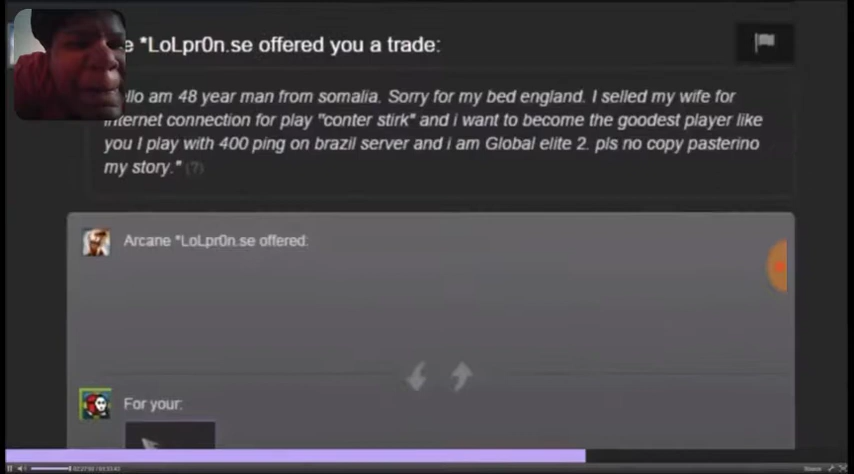 e *LoLpr0n.se offered you a trade:
llo am 48 year man from somalia. Sorry for my bed england. I selled my wife for
internet connection for play "conter stirk" and i want to become the goodest player like
you I play with 400 ping on brazil server and i am Global elite 2. pls no copy pasterino
my story." (?)
Arcane *LoLpr0n.se offered:
For your: